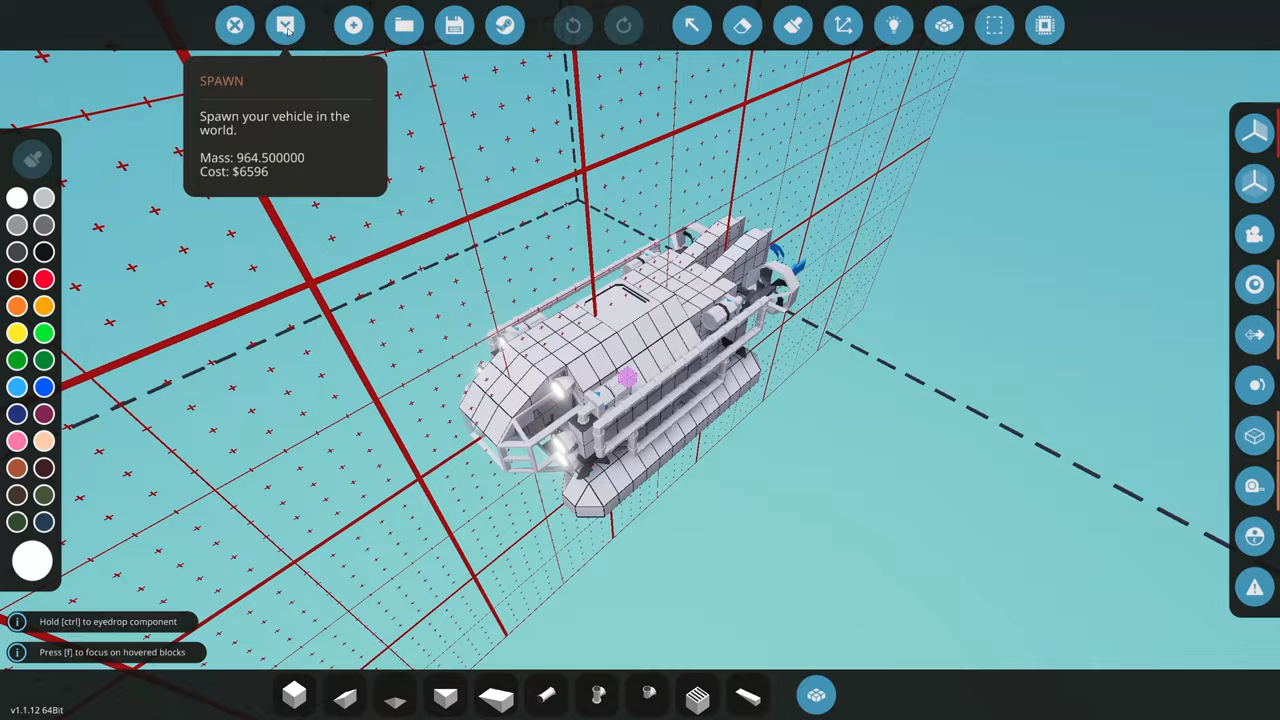 SPAWN
Spawn your vehicle in the
world.
Mass: 964.500000
Cost: $6596
Hold [ctrl] to eyedrop component
Press [f] to focus on hovered blocks
v1.1.12 64Bit